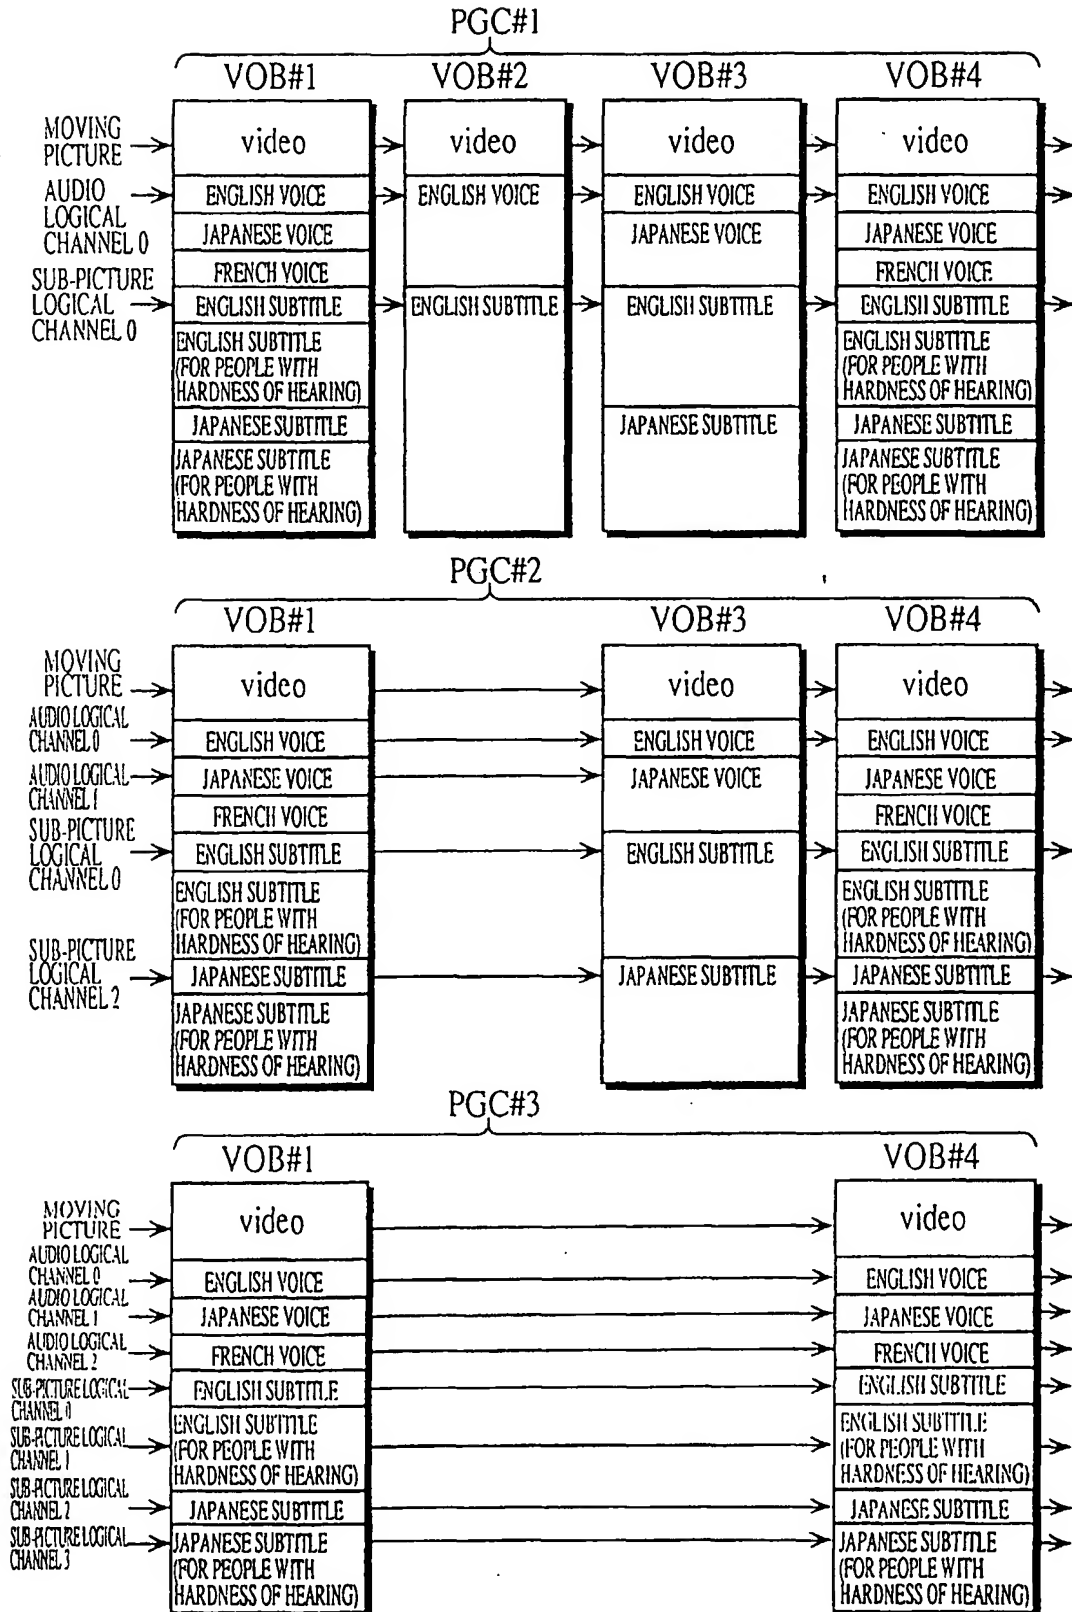 PGC#1
VOB#1 VOB#2 VOB#3 VOB#4
MOVING
PICTURE
video video video video
AUDIO
LOGICAL
CHANNEL 0
ENGLISH VOICE ENGLISH VOICE ENGLISH VOICE ENGLISH VOICE
JAPANESE VOICE JAPANESE VOICE JAPANESE VOICE
FRENCH VOICE FRENCH VOICE
SUB-PICTURE
LOGICAL
CHANNEL 0
ENGLISH SUBTITLE ENGLISH SUBTITLE ENGLISH SUBTITLE ENGLISH SUBTITLE
ENGLISH SUBTITLE
(FOR PEOPLE WITH
HARDNESS OF HEARING)
ENGLISH SUBTITLE
(FOR PEOPLE WITH
HARDNESS OF HEARING)
JAPANESE SUBTITLE JAPANESE SUBTITLE JAPANESE SUBTITLE
JAPANESE SUBTITLE
(FOR PEOPLE WITH
HARDNESS OF HEARING)
JAPANESE SUBTITLE
(FOR PEOPLE WITH
HARDNESS OF HEARING)
PGC#2
VOB#1 VOB#3 VOB#4
MOVING
PICTURE
video video video
AUDIO LOGICAL
CHANNEL 0
ENGLISH VOICE ENGLISH VOICE ENGLISH VOICE
AUDIO LOGICAL
CHANNEL 1
JAPANESE VOICE JAPANESE VOICE JAPANESE VOICE
FRENCH VOICE FRENCH VOICE
SUB-PICTURE
LOGICAL
CHANNEL 0
ENGLISH SUBTITLE ENGLISH SUBTITLE ENGLISH SUBTITLE
ENGLISH SUBTITLE
(FOR PEOPLE WITH
HARDNESS OF HEARING)
ENGLISH SUBTITLE
(FOR PEOPLE WITH
HARDNESS OF HEARING)
SUB-PICTURE
LOGICAL
CHANNEL 2
JAPANESE SUBTITLE JAPANESE SUBTITLE JAPANESE SUBTITLE
JAPANESE SUBTITLE
(FOR PEOPLE WITH
HARDNESS OF HEARING)
JAPANESE SUBTITLE
(FOR PEOPLE WITH
HARDNESS OF HEARING)
PGC#3
VOB#1 VOB#4
MOVING
PICTURE
video video
AUDIO LOGICAL
CHANNEL 0
ENGLISH VOICE ENGLISH VOICE
AUDIO LOGICAL
CHANNEL 1
JAPANESE VOICE JAPANESE VOICE
AUDIO LOGICAL
CHANNEL 2
FRENCH VOICE FRENCH VOICE
SUB-PICTURE LOGICAL
CHANNEL 0
ENGLISH SUBTITLE ENGLISH SUBTITLE
SUB-PICTURE LOGICAL
CHANNEL 1
ENGLISH SUBTITLE
(FOR PEOPLE WITH
HARDNESS OF HEARING)
ENGLISH SUBTITLE
(FOR PEOPLE WITH
HARDNESS OF HEARING)
SUB-PICTURE LOGICAL
CHANNEL 2
JAPANESE SUBTITLE JAPANESE SUBTITLE
SUB-PICTURE LOGICAL
CHANNEL 3
JAPANESE SUBTITLE
(FOR PEOPLE WITH
HARDNESS OF HEARING)
JAPANESE SUBTITLE
(FOR PEOPLE WITH
HARDNESS OF HEARING)